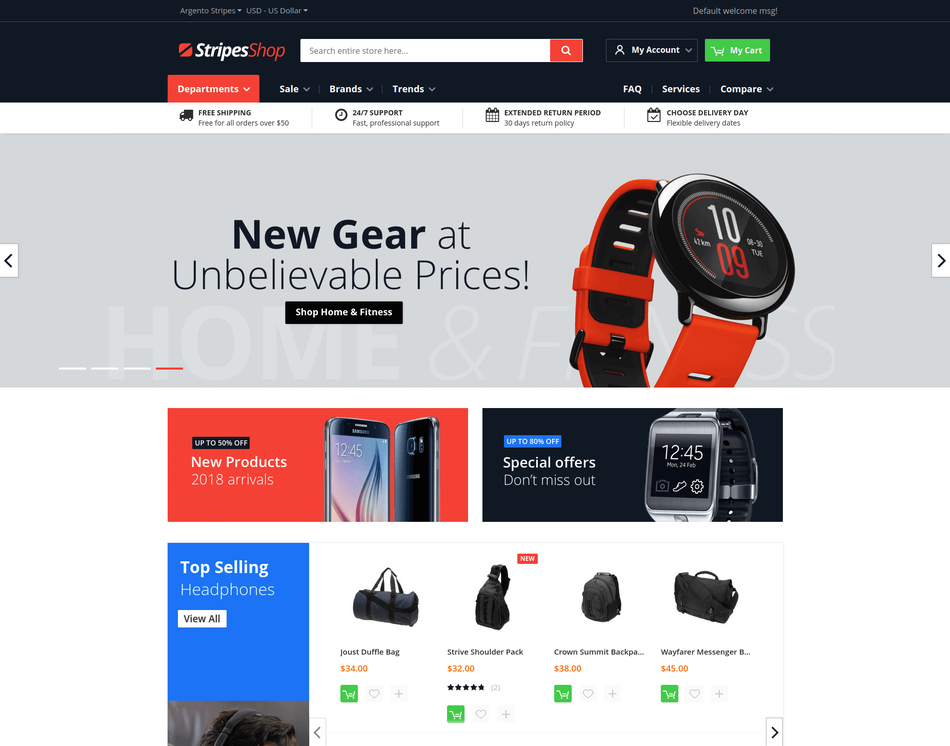 Argento Stripes USD - US Dollar Default welcome msg!
StripesShop Search entire store here... My Account My Cart
Departments Sale Brands Trends FAQ Services Compare
FREE SHIPPING
Free for all orders over $50
24/7 SUPPORT
Fast, professional support
EXTENDED RETURN PERIOD
30 days return policy
CHOOSE DELIVERY DAY
Flexible delivery dates
New Gear at
Unbelievable Prices!
Shop Home & Fitness
HOME & FITNESS
10
09
42 km
08-30
TUE
UP TO 50% OFF
New Products
2018 arrivals
SAMSUNG
12:45
SAMSUNG
UP TO 80% OFF
Special offers
Don't miss out
12:45
Mon, 24 Feb
Top Selling
Headphones
View All
NEW
Joust Duffle Bag
$34.00
Strive Shoulder Pack
$32.00
(2)
Crown Summit Backpa...
$38.00
Wayfarer Messenger B...
$45.00